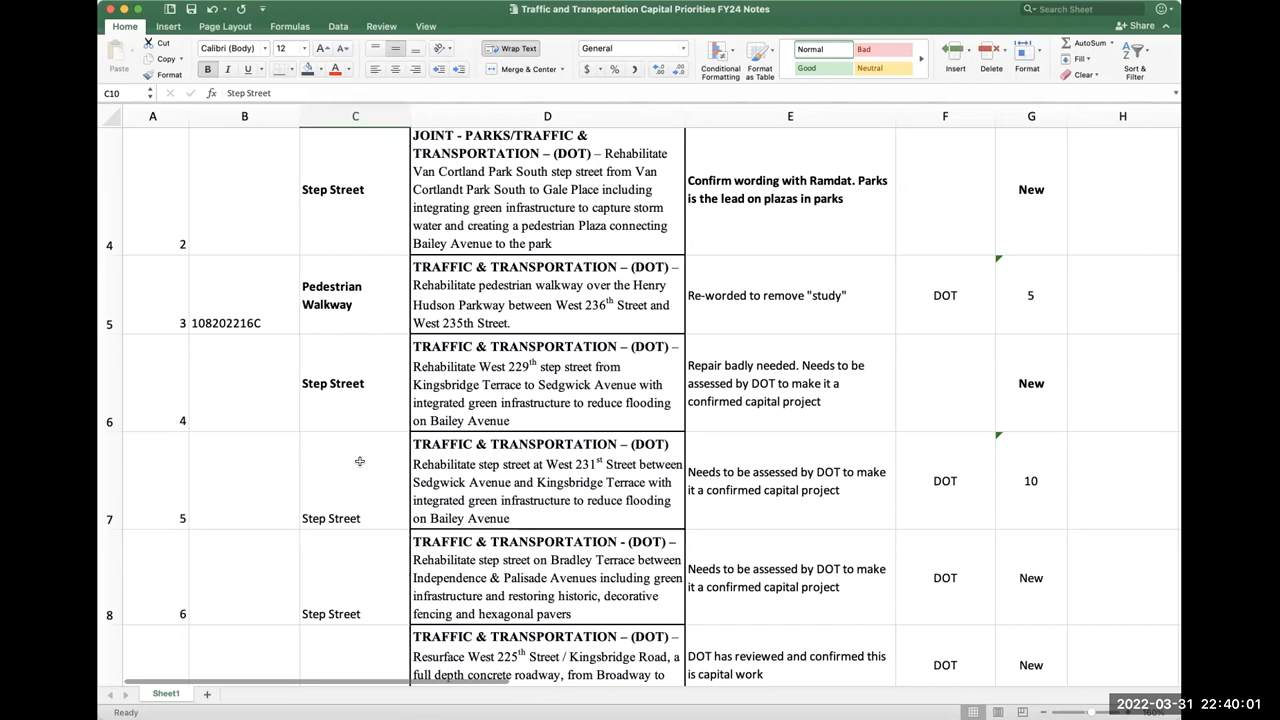 Traffic and Transportation Capital Priorities FY24 Notes
Search Sheet
Home Insert Page Layout Formulas Data Review View
Share
Cut
Copy
Format
Paste
Calibri (Body) 12
B I U
Wrap Text
Merge & Center
General
$ % )
Conditional Formatting
Format as Table
Normal Bad
Good Neutral
Insert Delete Format
AutoSum
Fill
Clear
Sort & Filter
C10 fx Step Street
A B C D E F G H
4
2
Step Street
JOINT - PARKS/TRAFFIC &
TRANSPORTATION – (DOT) – Rehabilitate
Van Cortland Park South step street from Van
Cortlandt Park South to Gale Place including
integrating green infrastructure to capture storm
water and creating a pedestrian Plaza connecting
Bailey Avenue to the park
Confirm wording with Ramdat. Parks
is the lead on plazas in parks
New
5
3 108202216C
Pedestrian
Walkway
TRAFFIC & TRANSPORTATION – (DOT) –
Rehabilitate pedestrian walkway over the Henry
Hudson Parkway between West 236th Street and
West 235th Street.
Re-worded to remove "study"
DOT
5
6
4
Step Street
TRAFFIC & TRANSPORTATION – (DOT) –
Rehabilitate West 229th step street from
Kingsbridge Terrace to Sedgwick Avenue with
integrated green infrastructure to reduce flooding
on Bailey Avenue
Repair badly needed. Needs to be
assessed by DOT to make it a
confirmed capital project
New
7
5
Step Street
TRAFFIC & TRANSPORTATION – (DOT)
Rehabilitate step street at West 231st Street between
Sedgwick Avenue and Kingsbridge Terrace with
integrated green infrastructure to reduce flooding
on Bailey Avenue
Needs to be assessed by DOT to make
it a confirmed capital project
DOT
10
8
6
Step Street
TRAFFIC & TRANSPORTATION - (DOT) –
Rehabilitate step street on Bradley Terrace between
Independence & Palisade Avenues including green
infrastructure and restoring historic, decorative
fencing and hexagonal pavers
Needs to be assessed by DOT to make
it a confirmed capital project
DOT
New
TRAFFIC & TRANSPORTATION – (DOT) –
Resurface West 225th Street / Kingsbridge Road, a
full depth concrete roadway, from Broadway to
DOT has reviewed and confirmed this
is capital work
DOT
New
Sheet1
Ready
2022-03-31 22:40:01